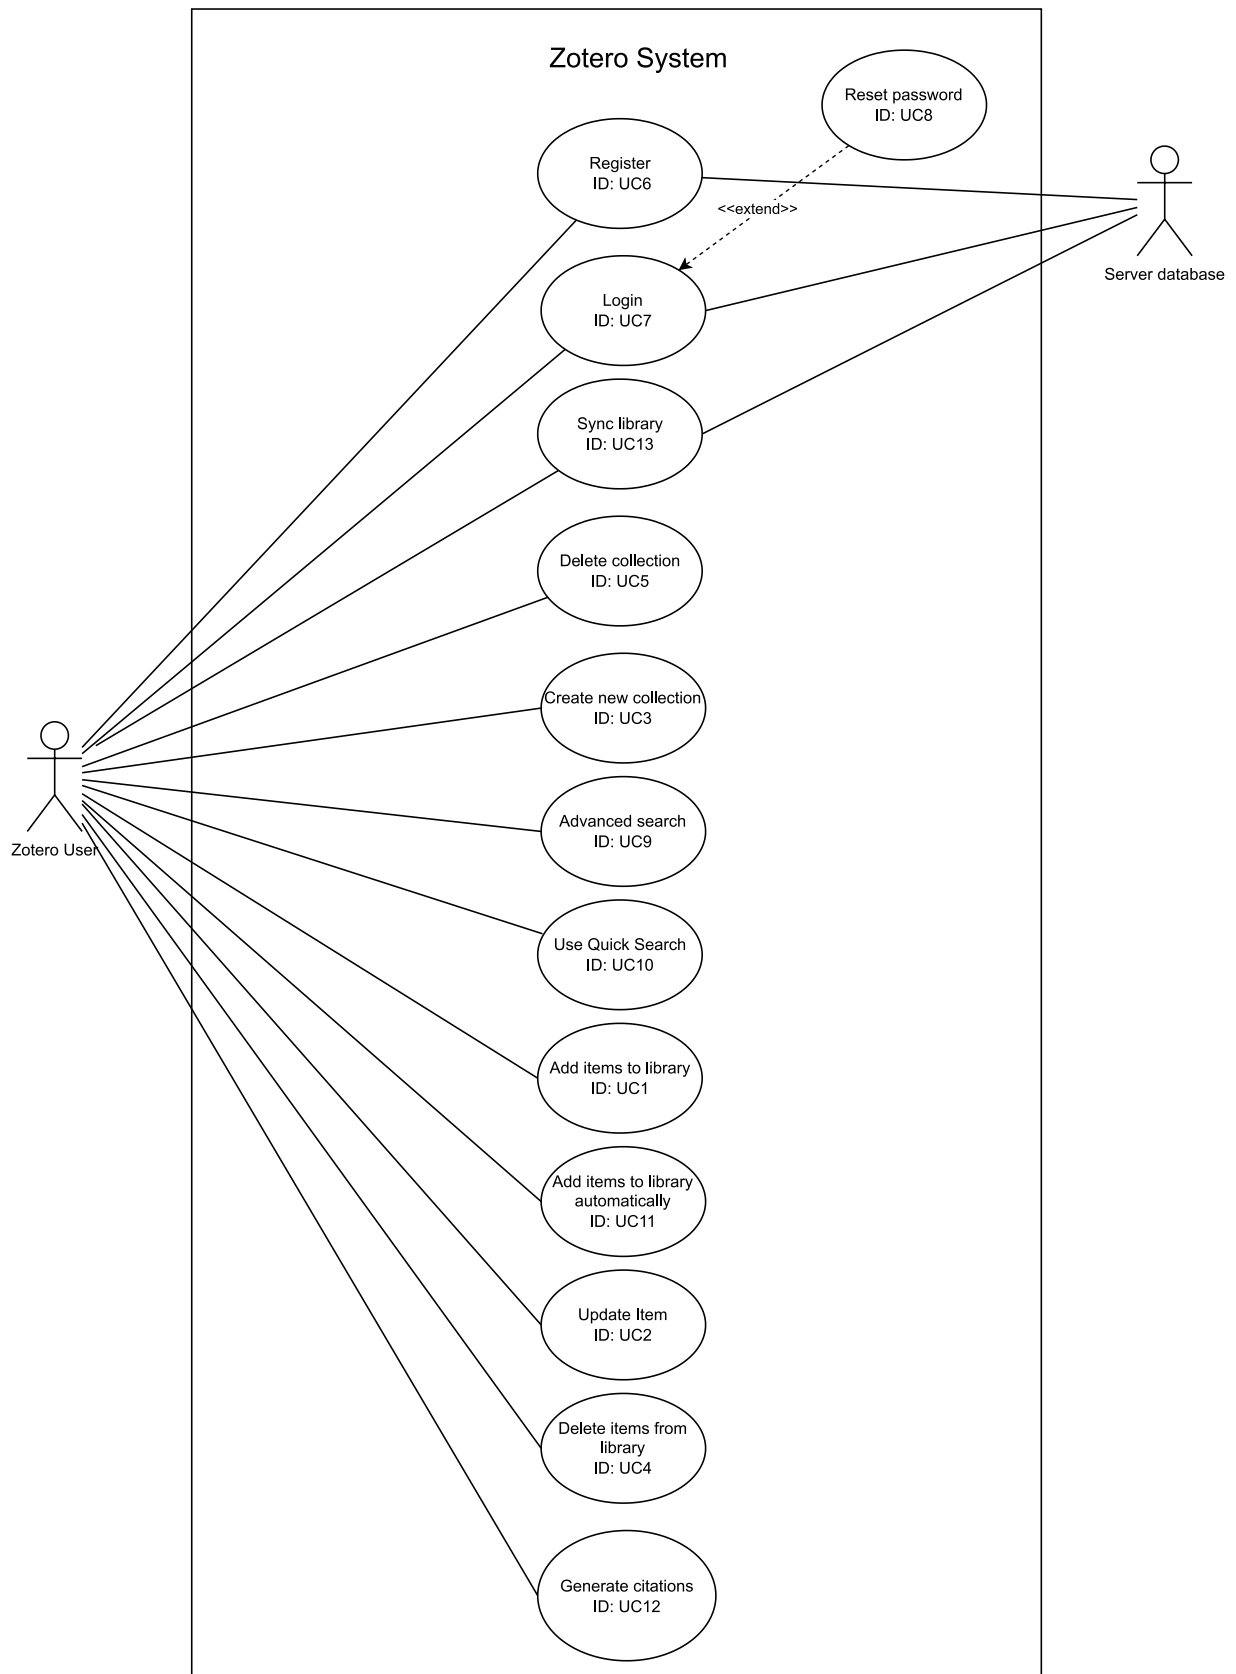 Zotero System
Reset password
ID: UC8
Register
ID: UC6
<<extend>>
Server database
Login
ID: UC7
Sync library
ID: UC13
Delete collection
ID: UC5
Create new collection
ID: UC3
Advanced search
ID: UC9
Zotero User
Use Quick Search
ID: UC10
Add items to library
ID: UC1
Add items to library
automatically
ID: UC11
Update Item
ID: UC2
Delete items from
library
ID: UC4
Generate citations
ID: UC12